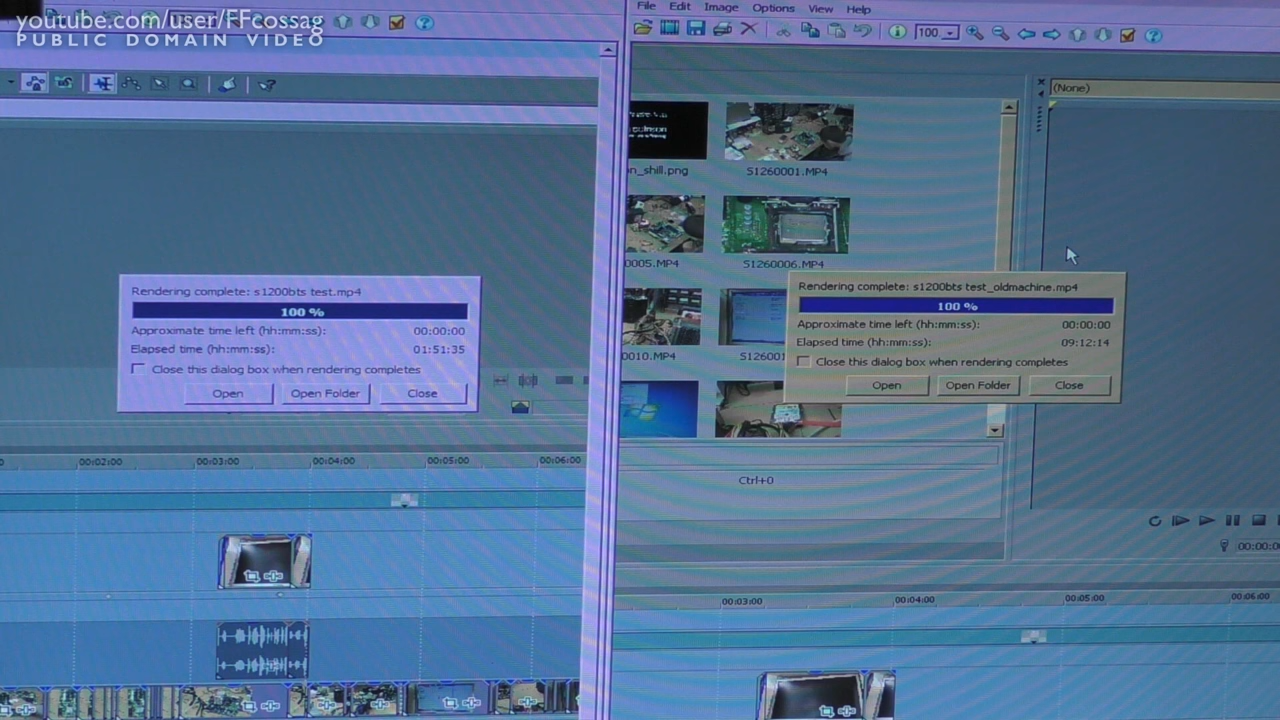 youtube.com/user/FFcossag
PUBLIC DOMAIN VIDEO
File Edit Image Options View Help
100.
(None)
n_shill.png
S1260001.MP4
0005.MP4
S1260006.MP4
0010.MP4
S12600
Rendering complete: s1200bts test.mp4
100 %
Approximate time left (hh:mm:ss): 00:00:00
Elapsed time (hh:mm:ss): 01:51:35
Close this dialog box when rendering completes
Open Open Folder Close
Rendering complete: s1200bts test_oldmachine.mp4
100 %
Approximate time left (hh:mm:ss): 00:00:00
Elapsed time (hh:mm:ss): 09:12:14
Close this dialog box when rendering completes
Open Open Folder Close
Ctrl+0
00:02:00 00:03:00 00:04:00 00:05:00 00:06:00
00:00:0
00:03:00 00:04:00 00:05:00 00:06:00